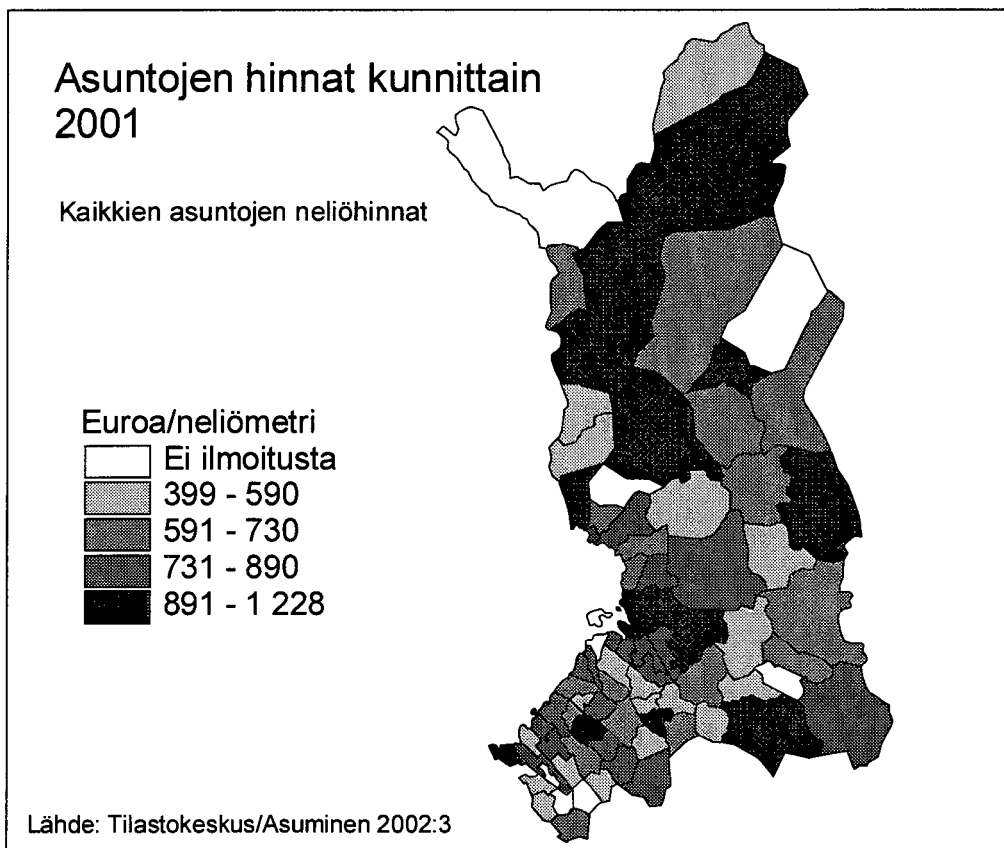 Asuntojen hinnat kunnittain
2001
Kaikkien asuntojen neliöhinnat
Euroa/neliömetri
Ei ilmoitusta
399 - 590
591 - 730
731 - 890
891 - 1 228
Lähde: Tilastokeskus/Asuminen 2002:3